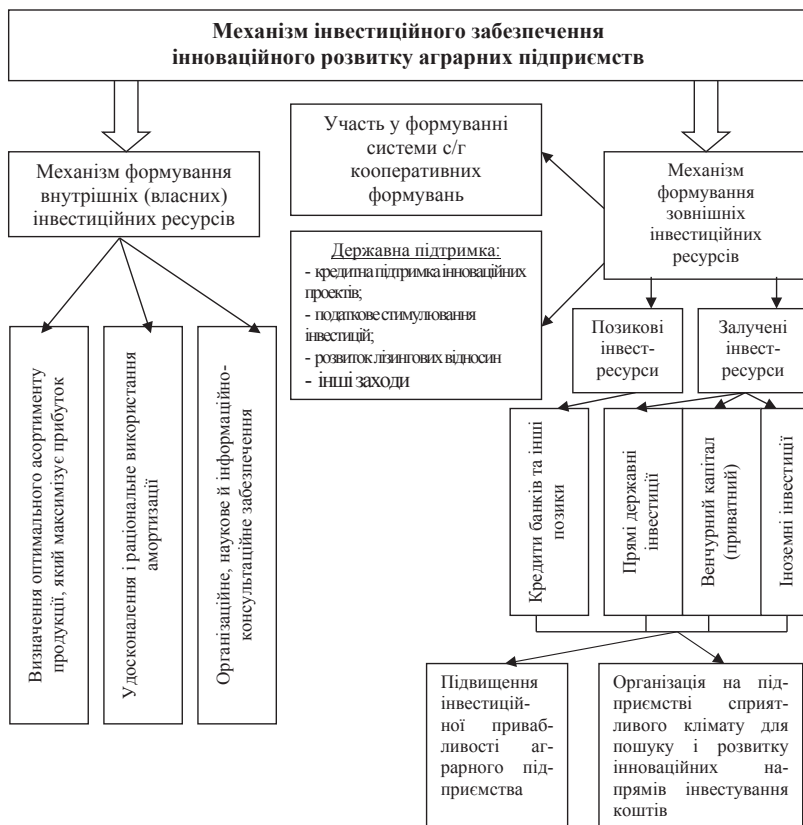 Механізм інвестиційного забезпечення
інноваційного розвитку аграрних підприємств
Участь у формуванні
системи с/г
кооперативних
формувань
Механізм формування
внутрішніх (власних)
інвестиційних ресурсів
Механізм
формування
зовнішніх
інвестиційних
ресурсів
Державна підтримка:
- кредитна підтримка інноваційних
проектів;
- податкове стимулювання
інвестицій;
- розвиток лізингових відносин
- інші заходи
Позикові
інвест-
ресурси
Залучені
інвест-
ресурси
Визначення оптимального асортименту
продукції, який максимізує прибуток
Удосконалення і раціональне використання
амортизації
Організаційне, наукове й інформаційно-
консультаційне забезпечення
Кредити банків та інші
позики
Прямі державні
інвестиції
Венчурний капітал
(приватний)
Іноземні інвестиції
Підвищення
інвестицій-
ної приваб-
ливості аг-
рарного під-
приємства
Організація на під-
приємстві сприят-
ливого клімату для
пошуку і розвитку
інноваційних на-
прямів інвестування
коштів